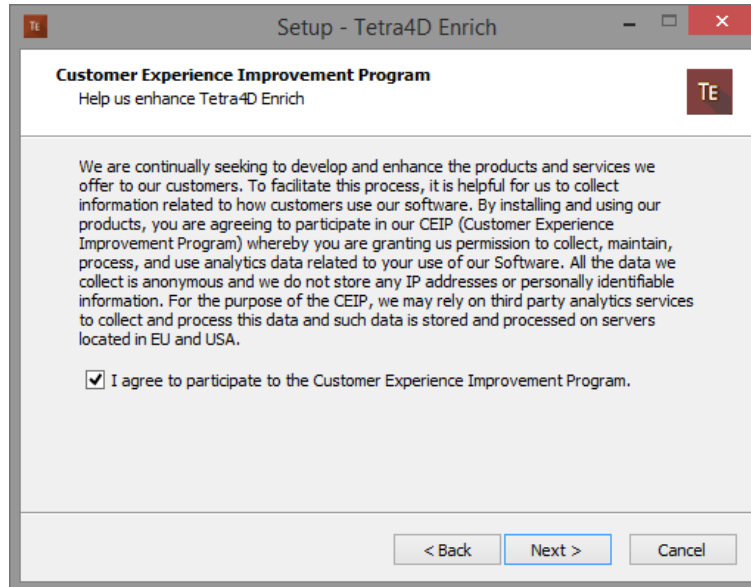 TE
Setup - Tetra4D Enrich
Customer Experience Improvement Program
Help us enhance Tetra4D Enrich
TE
We are continually seeking to develop and enhance the products and services we
offer to our customers. To facilitate this process, it is helpful for us to collect
information related to how customers use our software. By installing and using our
products, you are agreeing to participate in our CEIP (Customer Experience
Improvement Program) whereby you are granting us permission to collect, maintain,
process, and use analytics data related to your use of our Software. All the data we
collect is anonymous and we do not store any IP addresses or personally identifiable
information. For the purpose of the CEIP, we may rely on third party analytics services
to collect and process this data and such data is stored and processed on servers
located in EU and USA.
I agree to participate to the Customer Experience Improvement Program.
< Back
Next >
Cancel